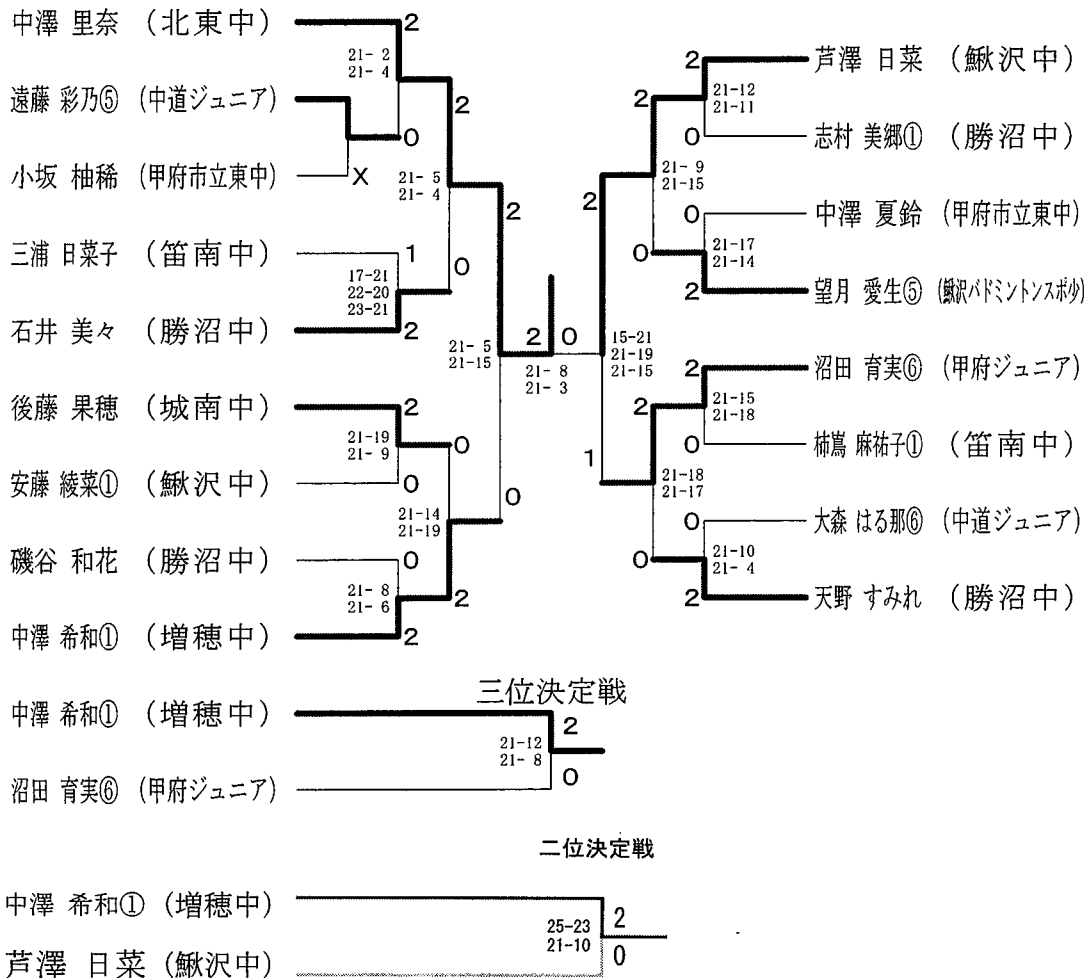 中澤 里奈 (北東中)
2
21- 2
21- 4
遠藤 彩乃⑤ (中道ジュニア)
2
0
小坂 柚稀 (甲府市立東中)
X
21- 5
21- 4
2
三浦 日菜子 (笛南中)
1
0
17-21
22-20
23-21
石井 美々 (勝沼中)
2
21- 5
21-15
後藤 果穂 (城南中)
2
0
21-19
21- 9
安藤 綾菜① (鰍沢中)
0
0
21-14
21-19
磯谷 和花 (勝沼中)
0
2
21- 8
21- 6
中澤 希和① (増穂中)
2
2 0
21- 8
21- 3
2 芦澤 日菜 (鰍沢中)
2
21-12
21-11
0 志村 美郷① (勝沼中)
21- 9
21-15
2
0 中澤 夏鈴 (甲府市立東中)
0
21-17
21-14
2 望月 愛生⑤ (鰍沢バドミントンスポ少)
15-21
21-19
21-15
2 沼田 育実⑥ (甲府ジュニア)
2
21-15
21-18
0 柿嶌 麻祐子① (笛南中)
1
21-18
21-17
0 大森 はる那⑥ (中道ジュニア)
0
21-10
21- 4
2 天野 すみれ (勝沼中)
三位決定戦
中澤 希和① (増穂中)
2
21-12
21- 8
0
沼田 育実⑥ (甲府ジュニア)
二位決定戦
中澤 希和① (増穂中)
2
25-23
21-10
0
芦澤 日菜 (鰍沢中)